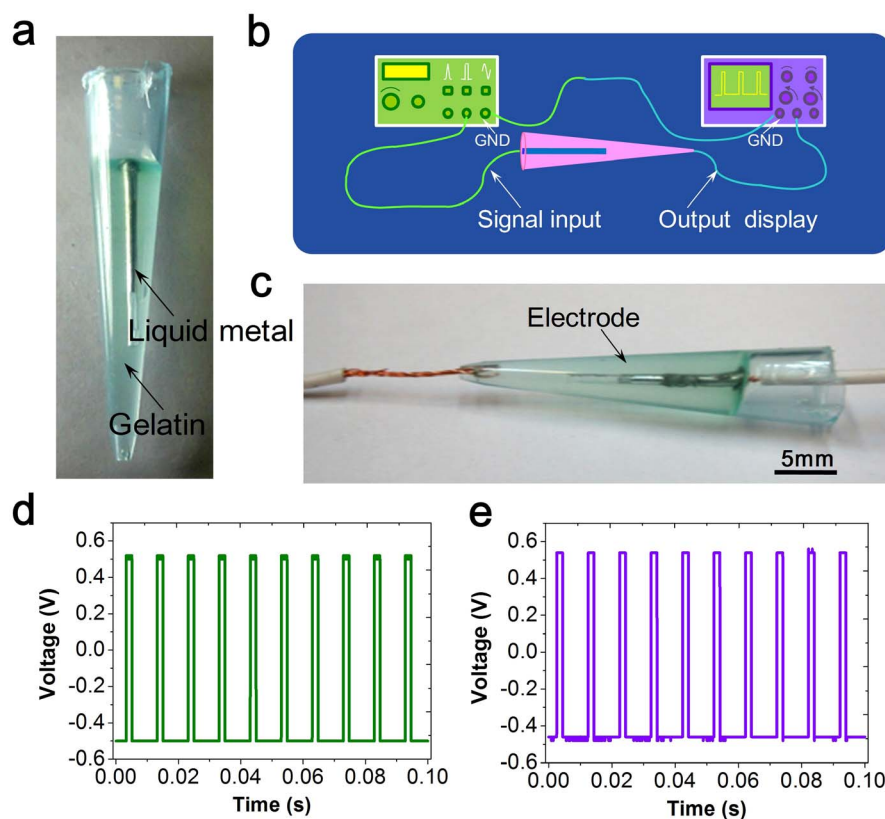 a
Liquid metal
Gelatin
b
GND
GND
Signal input
Output display
c
Electrode
5mm
d
Voltage (V)
0.6
0.4
0.2
0.0
-0.2
-0.4
-0.6
0.00 0.02 0.04 0.06 0.08 0.10
Time (s)
e
Voltage (V)
0.6
0.4
0.2
0.0
-0.2
-0.4
-0.6
0.00 0.02 0.04 0.06 0.08 0.10
Time (s)